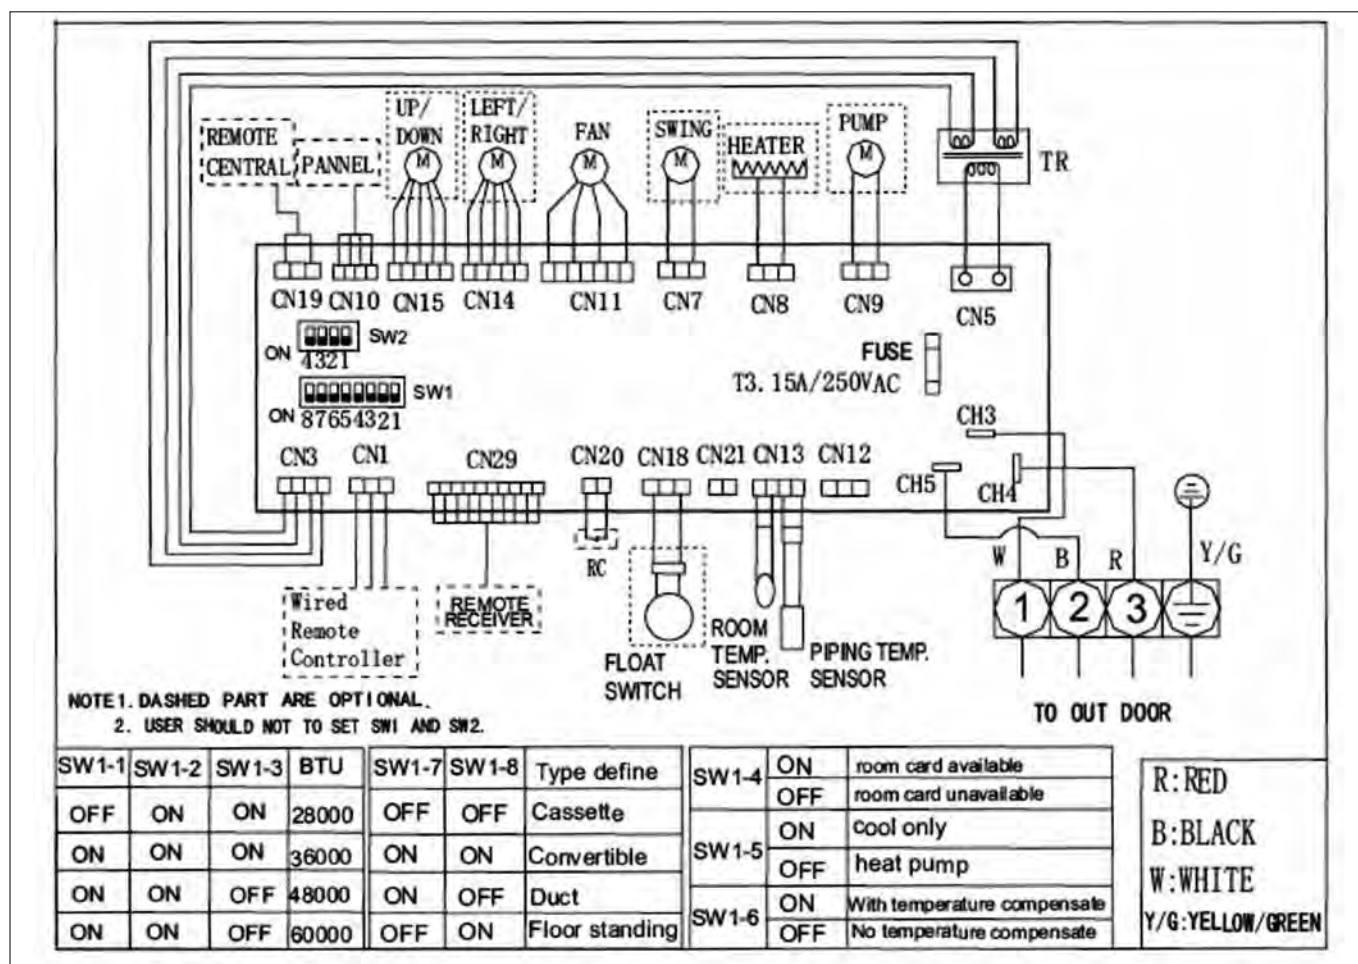 UP/
DOWN
M
LEFT/
RIGHT
M
FAN
M
SWING
M
HEATER
PUMP
M
TR
REMOTE
CENTRAL
PANNEL
CN19
CN10
CN15
CN14
CN11
CN7
CN8
CN9
CN5
SW2
ON 4321
SW1
ON 87654321
FUSE
T3.15A/250VAC
CH3
CH5
CH4
CN3
CN1
CN29
CN20
CN18
CN21
CN13
CN12
RC
Wired
Remote
Controller
REMOTE
RECEIVER
FLOAT
SWITCH
ROOM
TEMP.
SENSOR
PIPING TEMP.
SENSOR
W B R Y/G
1 2 3
TO OUT DOOR
NOTE1.DASHED PART ARE OPTIONAL.
2. USER SHOULD NOT TO SET SW1 AND SW2.
SW1-1 SW1-2 SW1-3 BTU
OFF ON ON 28000
ON ON ON 36000
ON ON OFF 48000
ON ON OFF 60000
SW1-7 SW1-8 Type define
OFF OFF Cassette
ON ON Convertible
ON OFF Duct
OFF ON Floor standing
SW1-4
ON room card available
OFF room card unavailable
SW1-5
ON cool only
OFF heat pump
SW1-6
ON With temperature compensate
OFF No temperature compensate
R:RED
B:BLACK
W:WHITE
Y/G:YELLOW/GREEN